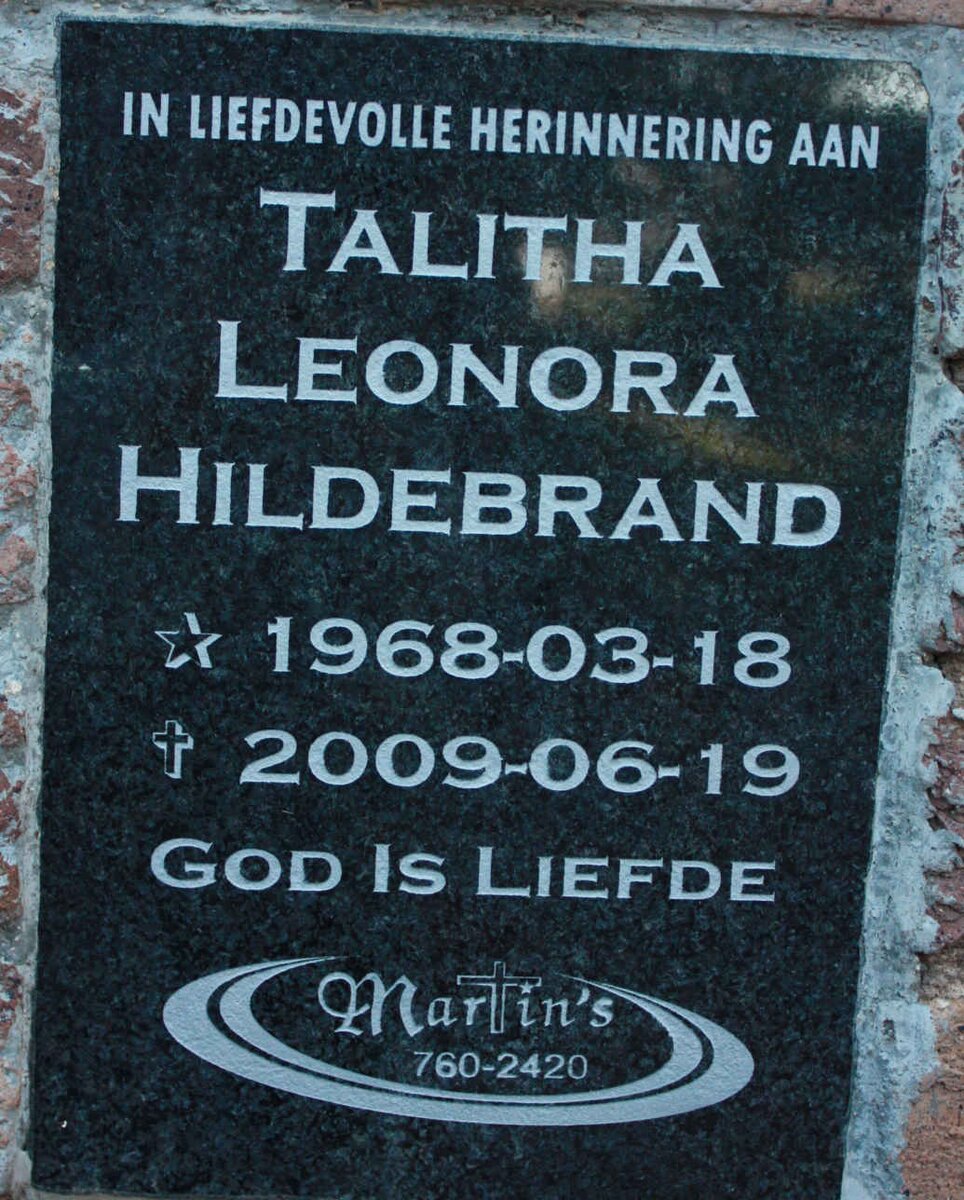 IN LIEFDEVOLLE HERINNERING AAN
TALITHA
LEONORA
HILDEBRAND
☆ 1968-03-18
✝ 2009-06-19
GOD IS LIEFDE
Martin's
760-2420